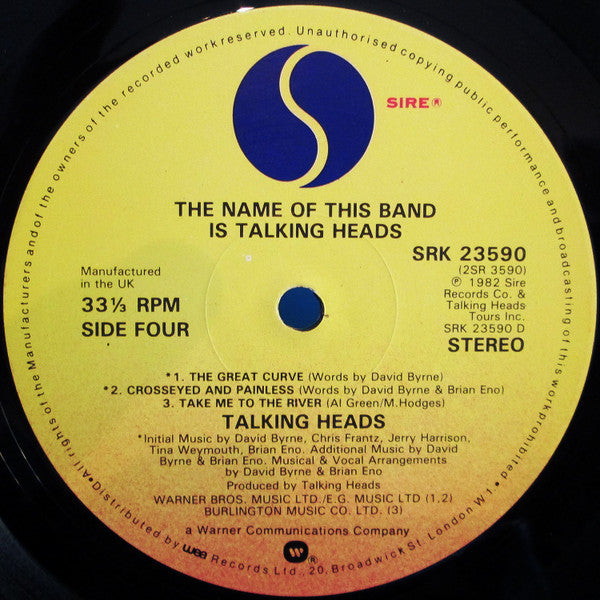 All rights of the Manufacturers and of the owners of the recorded work reserved. Unauthorised copying public performance and broadcasting of this work prohibited
SIRE®
THE NAME OF THIS BAND
IS TALKING HEADS
Manufactured
in the UK
33⅓ RPM
SIDE FOUR
SRK 23590
(2SR 3590)
℗ 1982 Sire
Records Co. &
Talking Heads
Tours Inc.
SRK 23590 D
STEREO
*1. THE GREAT CURVE (Words by David Byrne)
*2. CROSSEYED AND PAINLESS (Words by David Byrne & Brian Eno)
3. TAKE ME TO THE RIVER (Al Green/M.Hodges)
TALKING HEADS
*Initial Music by David Byrne, Chris Frantz, Jerry Harrison,
Tina Weymouth, Brian Eno. Additional Music by David
Byrne & Brian Eno. Musical & Vocal Arrangements
by David Byrne & Brian Eno
Produced by Talking Heads
WARNER BROS. MUSIC LTD./E.G. MUSIC LTD (1,2)
BURLINGTON MUSIC CO. LTD. (3)
a Warner Communications Company
W®
•Distributed by wea Records Ltd., 20, Broadwick St. London W1•